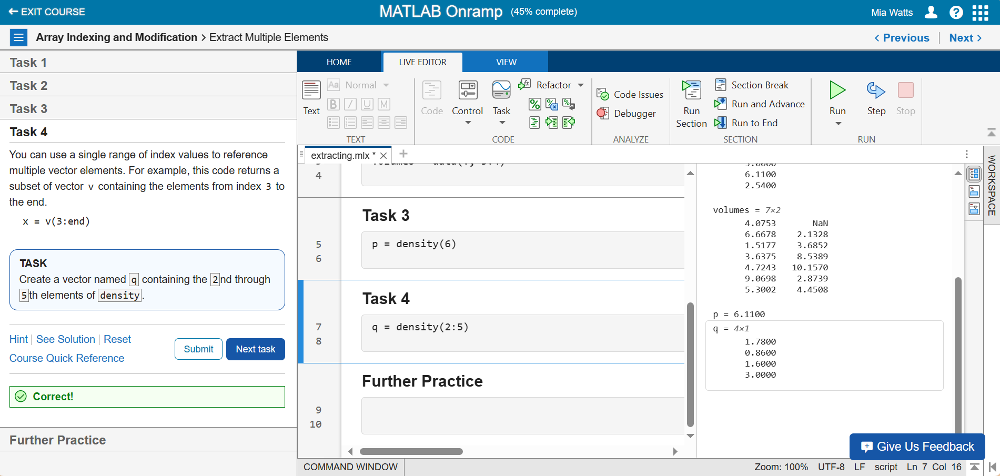 EXIT COURSE
MATLAB Onramp (45% complete)
Mia Watts
Array Indexing and Modification > Extract Multiple Elements
< Previous | Next >
Task 1
Task 2
Task 3
Task 4
You can use a single range of index values to reference
multiple vector elements. For example, this code returns a
subset of vector v containing the elements from index 3 to
the end.
x = v(3:end)
TASK
Create a vector named q containing the 2nd through
5th elements of density.
Hint | See Solution | Reset
Course Quick Reference
Submit
Next task
Correct!
Further Practice
HOME
LIVE EDITOR
VIEW
Text
Aa Normal
B I U M
TEXT
Code
Control
Task
Refactor
CODE
Code Issues
Debugger
ANALYZE
Run
Section
Section Break
Run and Advance
Run to End
SECTION
Run
Step
Stop
RUN
extracting.mlx *
4
Task 3
5 p = density(6)
6
Task 4
7 q = density(2:5)
8
Further Practice
9
10
6.1100
2.5400
volumes = 7×2
4.0753 NaN
6.6678 2.1328
1.5177 3.6852
3.6375 8.5389
4.7243 10.1570
9.0698 2.8739
5.3002 4.4508
p = 6.1100
q = 4×1
1.7800
0.8600
1.6000
3.0000
WORKSPACE
Give Us Feedback
COMMAND WINDOW
Zoom: 100% UTF-8 LF script Ln 7 Col 16